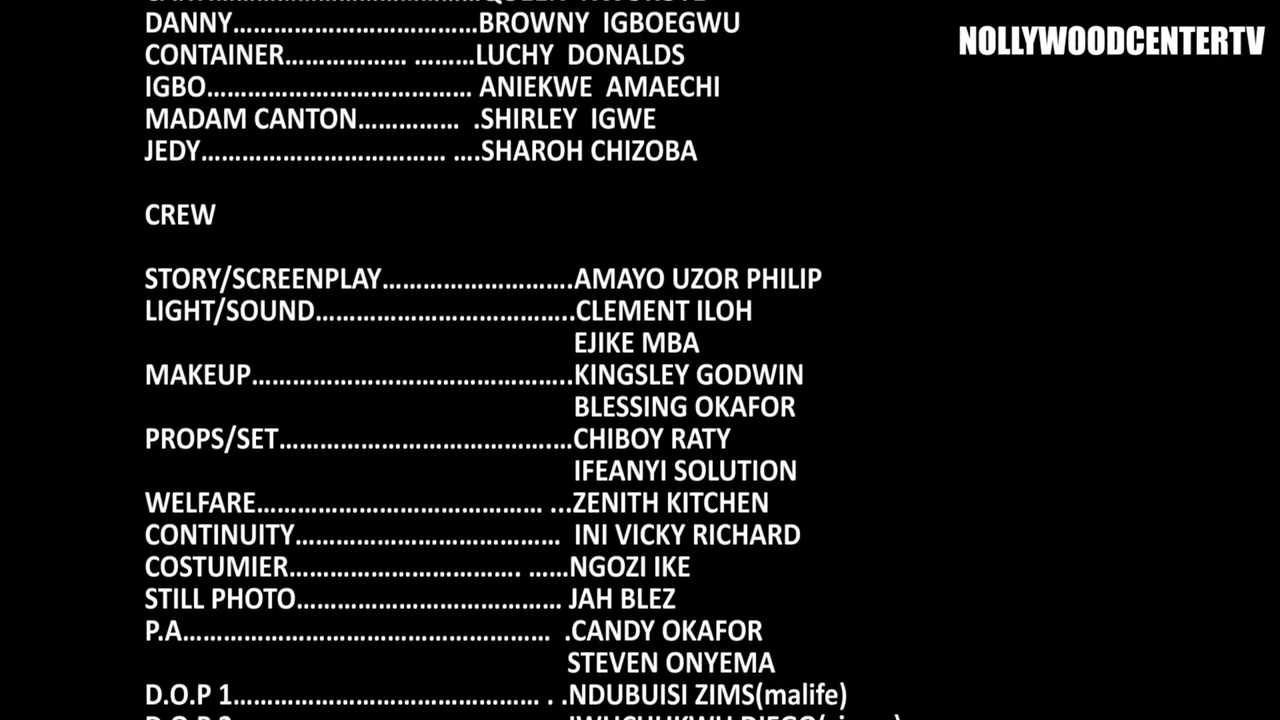 NOLLYWOODCENTERTV
DANNY....................................BROWNY IGBOEGWU
CONTAINER.................. .........LUCHY DONALDS
IGBO....................................... ANIEKWE AMAECHI
MADAM CANTON............... .SHIRLEY IGWE
JEDY.................................... ....SHAROH CHIZOBA
CREW
STORY/SCREENPLAY............................AMAYO UZOR PHILIP
LIGHT/SOUND......................................CLEMENT ILOH
EJIKE MBA
MAKEUP...............................................KINGSLEY GODWIN
BLESSING OKAFOR
PROPS/SET...........................................CHIBOY RATY
IFEANYI SOLUTION
WELFARE.......................................... ...ZENITH KITCHEN
CONTINUITY....................................... INI VICKY RICHARD
COSTUMIER.................................. ......NGOZI IKE
STILL PHOTO....................................... JAH BLEZ
P.A...................................................... .CANDY OKAFOR
STEVEN ONYEMA
D.O.P 1............................................. . .NDUBUISI ZIMS(malife)